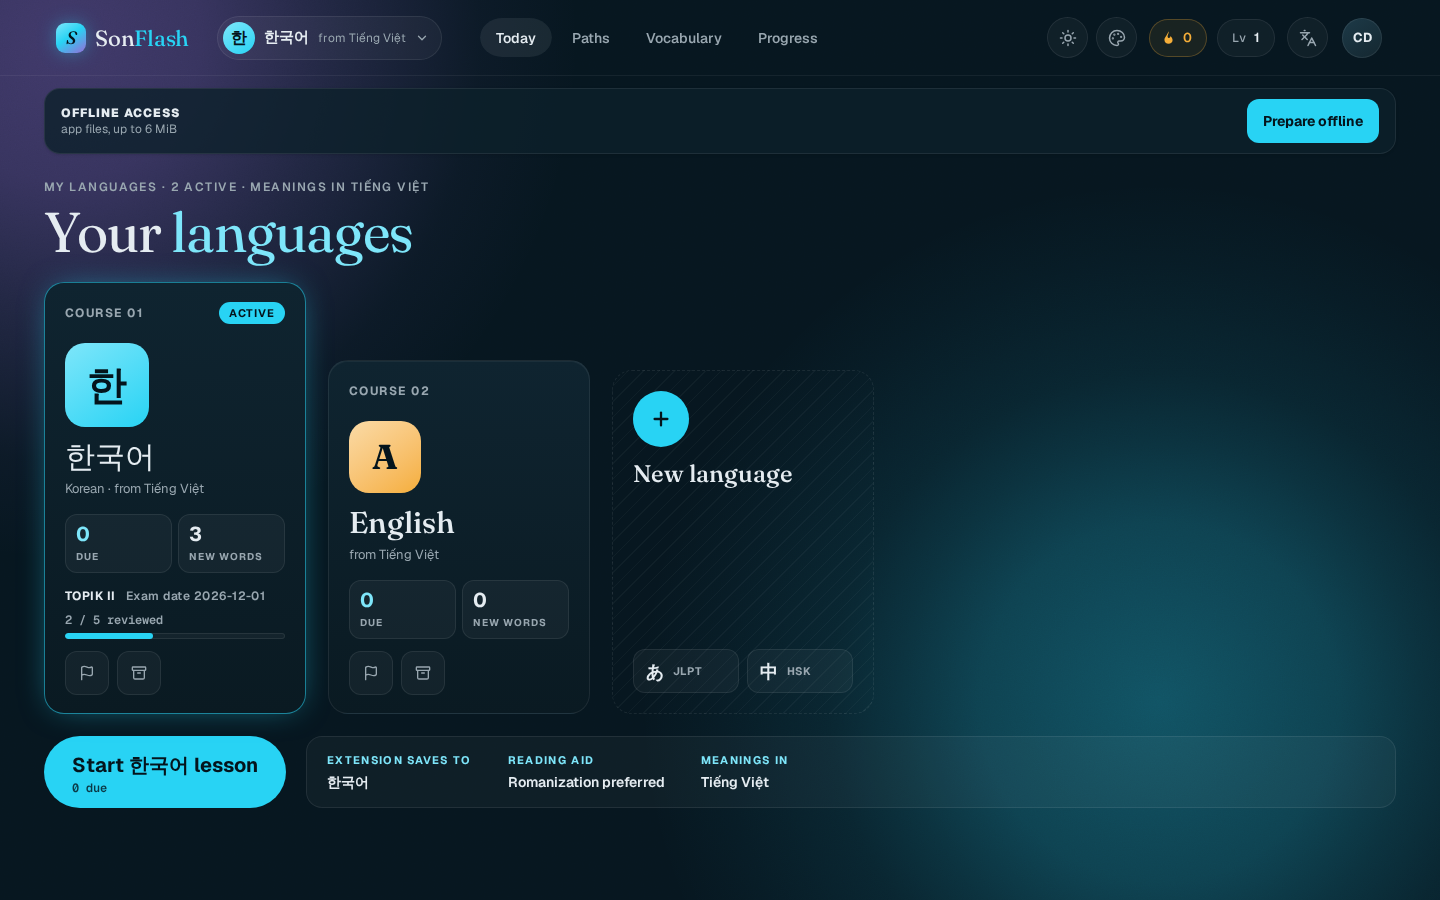 S SonFlash
한 한국어 from Tiếng Việt
Today Paths Vocabulary Progress
0
Lv 1
CD
OFFLINE ACCESS
app files, up to 6 MiB
Prepare offline
MY LANGUAGES · 2 ACTIVE · MEANINGS IN TIẾNG VIỆT
Your languages
COURSE 01 ACTIVE
한
한국어
Korean · from Tiếng Việt
0 DUE
3 NEW WORDS
TOPIK II Exam date 2026-12-01
2 / 5 reviewed
COURSE 02
A
English
from Tiếng Việt
0 DUE
0 NEW WORDS
+
New language
あ JLPT
中 HSK
Start 한국어 lesson
0 due
EXTENSION SAVES TO
한국어
READING AID
Romanization preferred
MEANINGS IN
Tiếng Việt